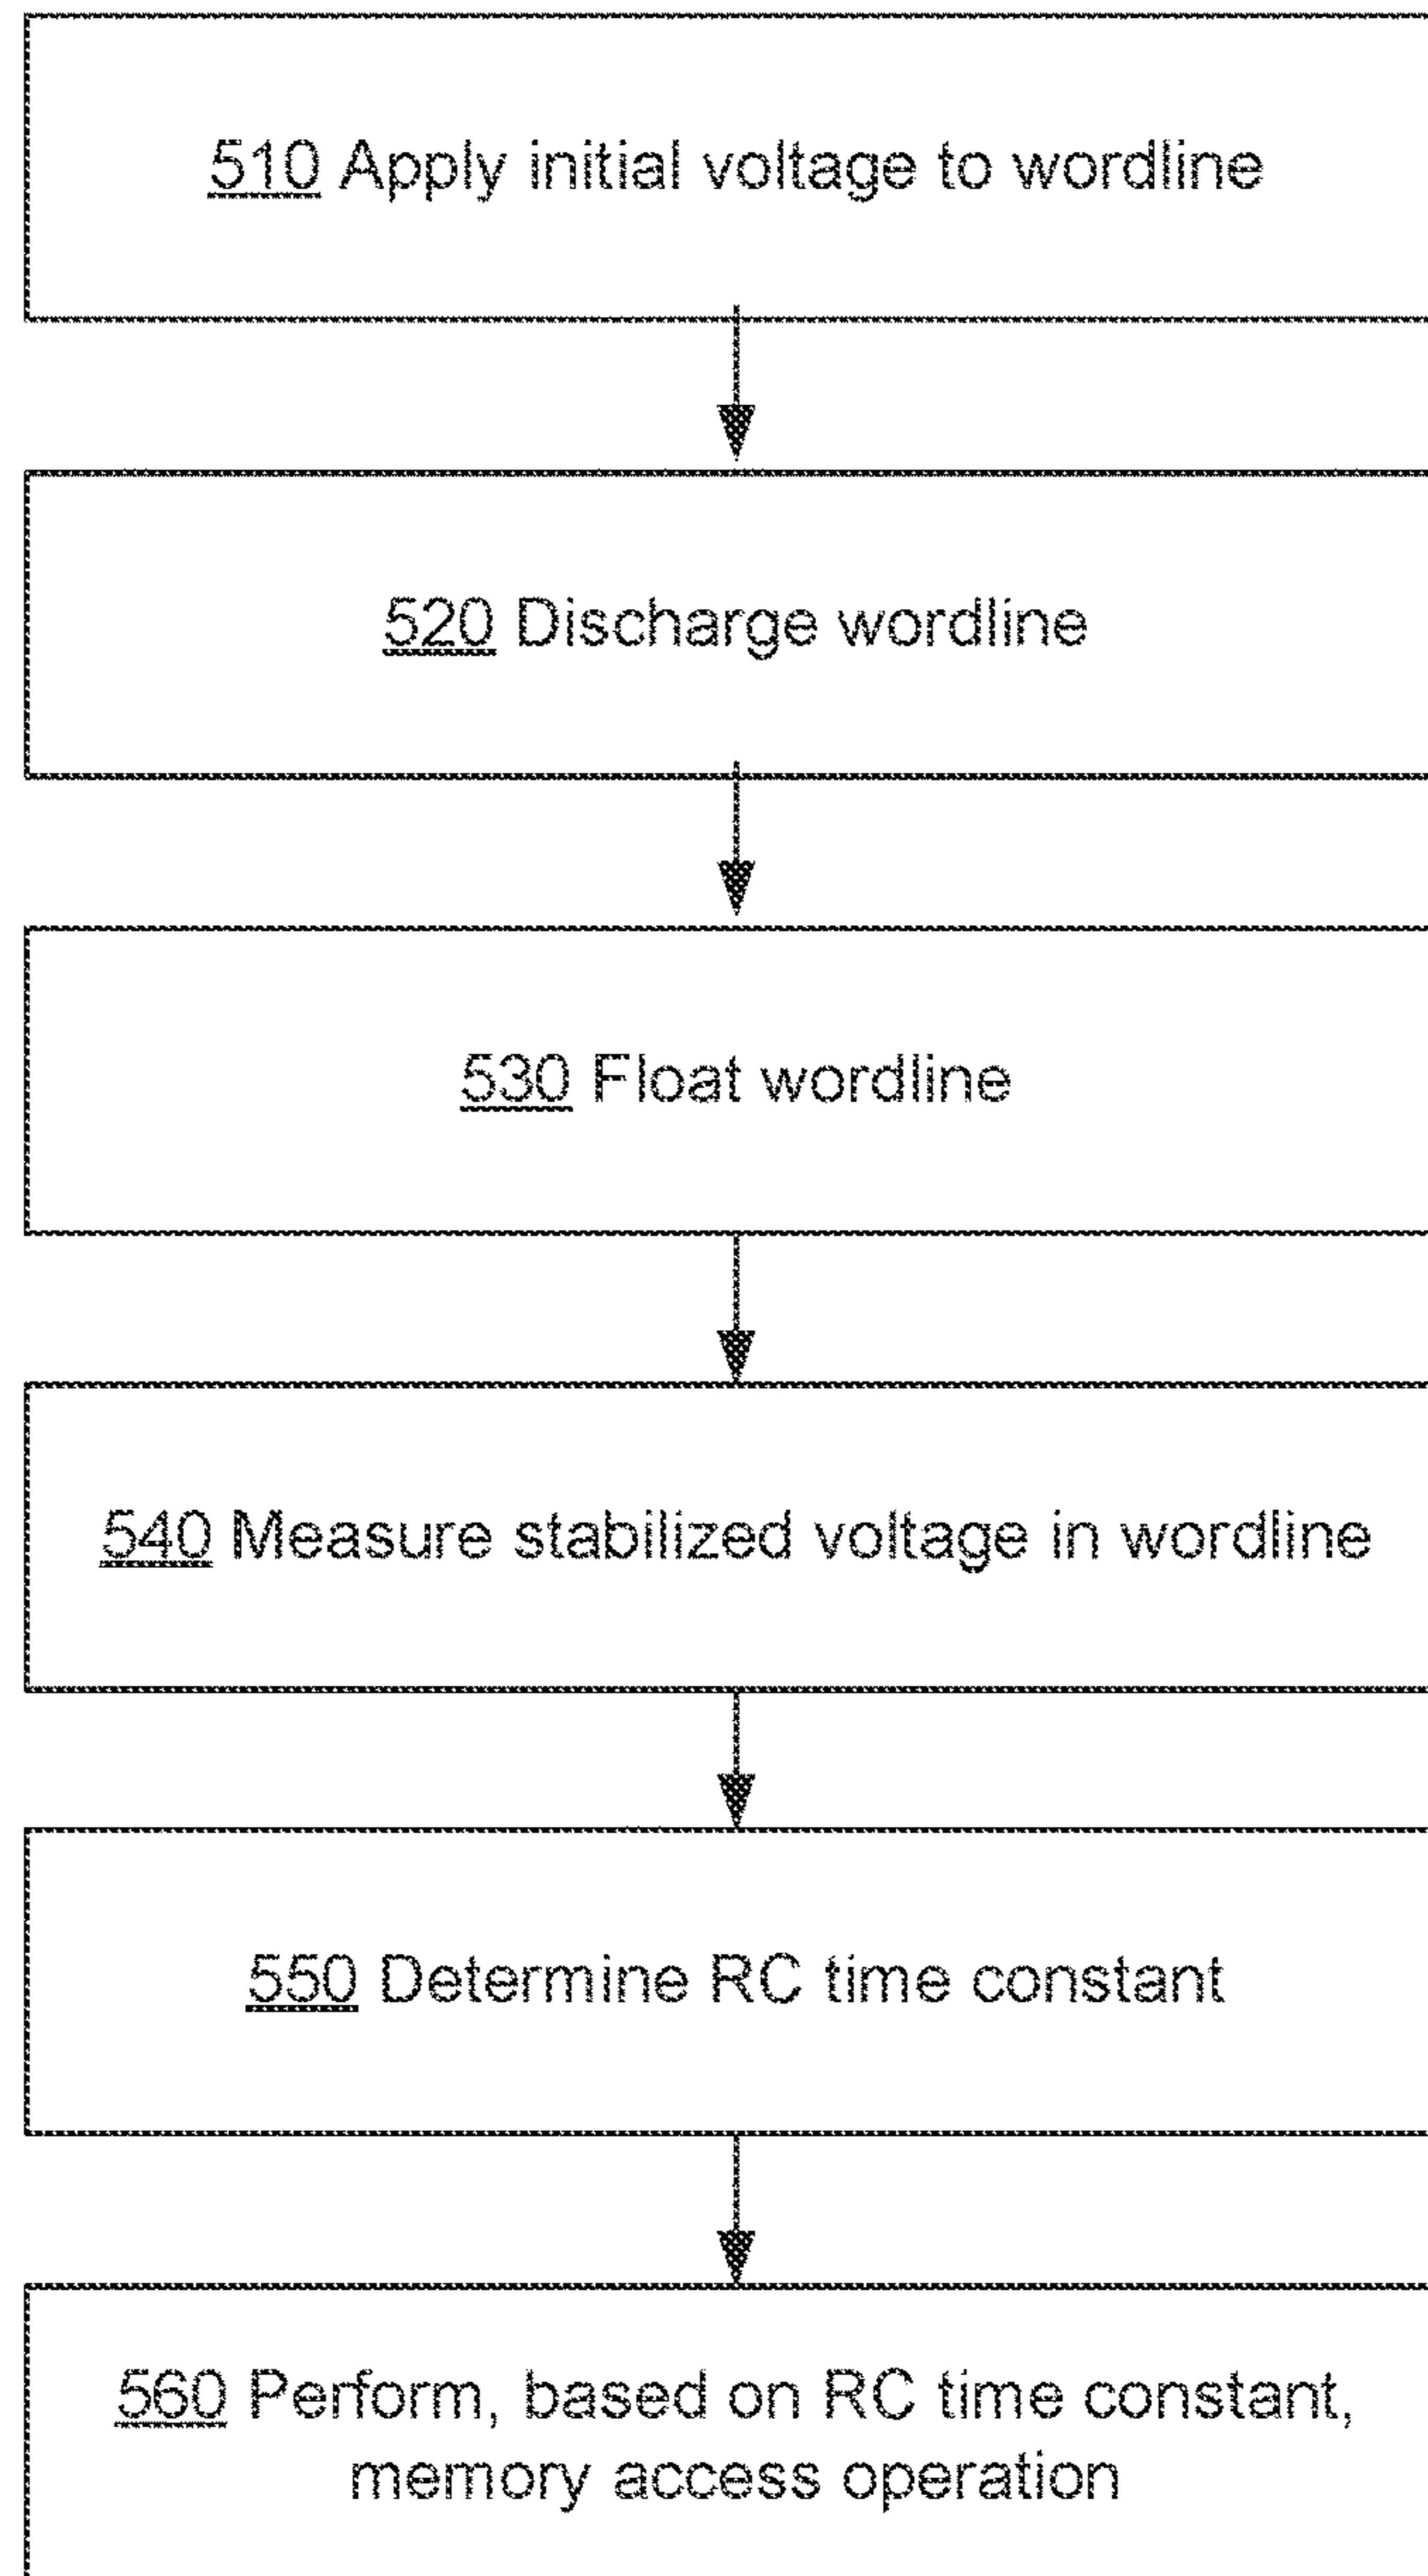 510 Apply initial voltage to wordline
520 Discharge wordline
530 Float wordline
540 Measure stabilized voltage in wordline
550 Determine RC time constant
560 Perform, based on RC time constant,
memory access operation